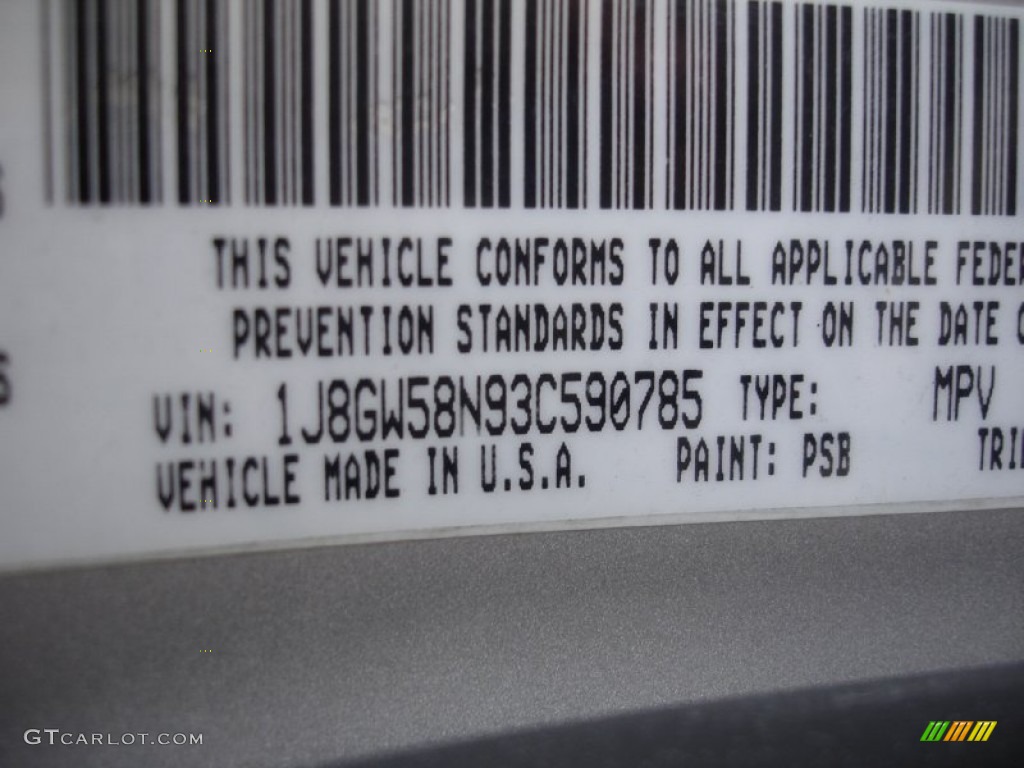 THIS VEHICLE CONFORMS TO ALL APPLICABLE
PREVENTION STANDARDS IN EFFECT ON THE DATE
VIN: 1J8GW58N93C590785 TYPE: MPV
VEHICLE MADE IN U.S.A. PAINT: PSB
GTCARLOT.COM